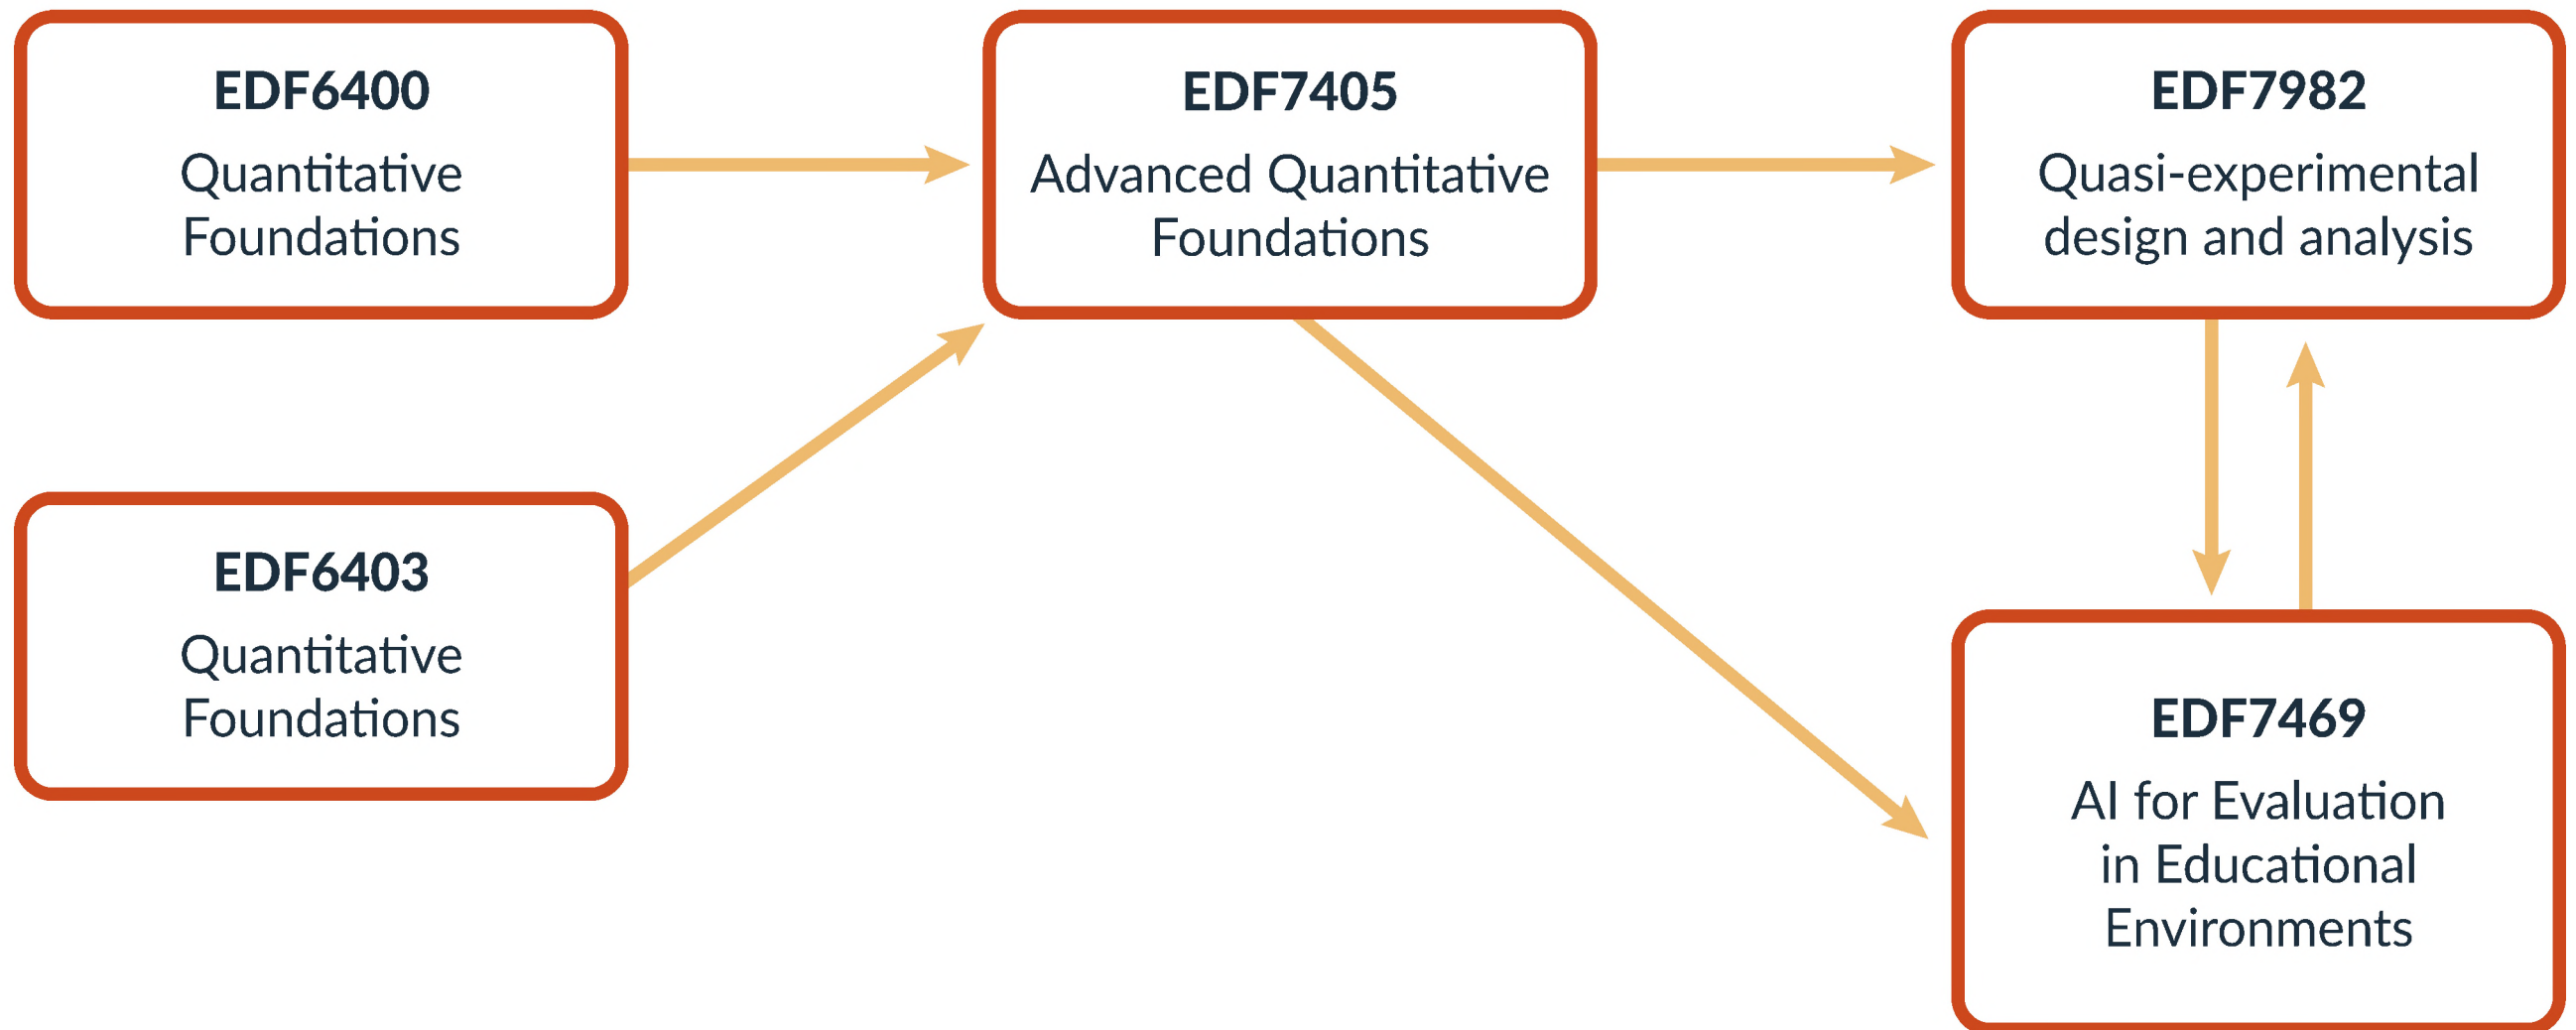 EDF6400
Quantitative
Foundations
EDF7405
Advanced Quantitative
Foundations
EDF7982
Quasi-experimental
design and analysis
EDF6403
Quantitative
Foundations
EDF7469
AI for Evaluation
in Educational
Environments